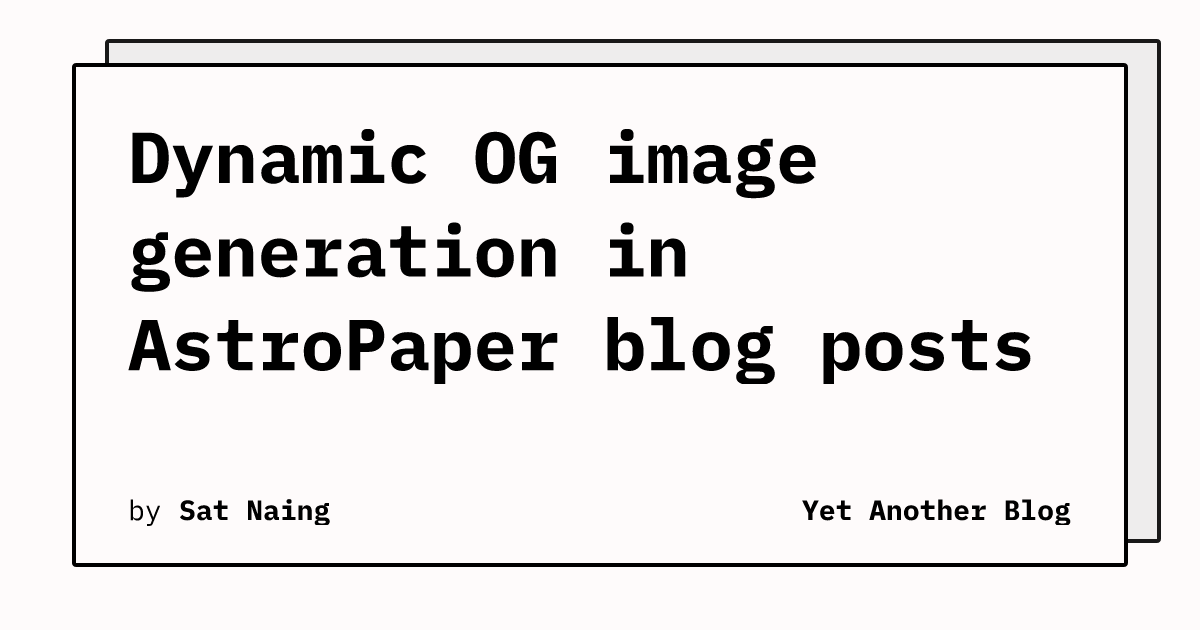 Dynamic OG image
generation in
AstroPaper blog posts
by Sat Naing
Yet Another Blog